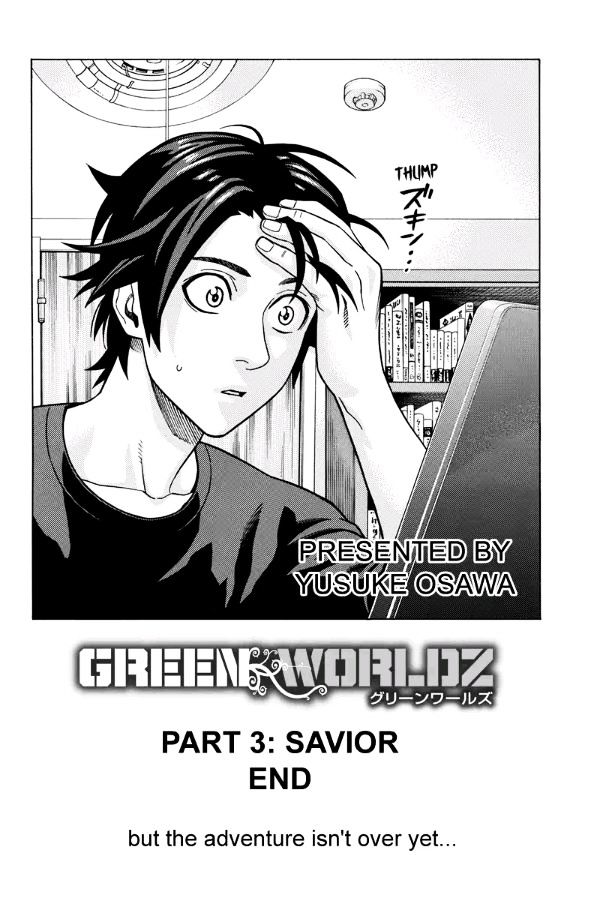 THUMP
ズキン…
PRESENTED BY
YUSUKE OSAWA
GREEN WORLDZ
グリーンワールズ
PART 3: SAVIOR
END
but the adventure isn't over yet...